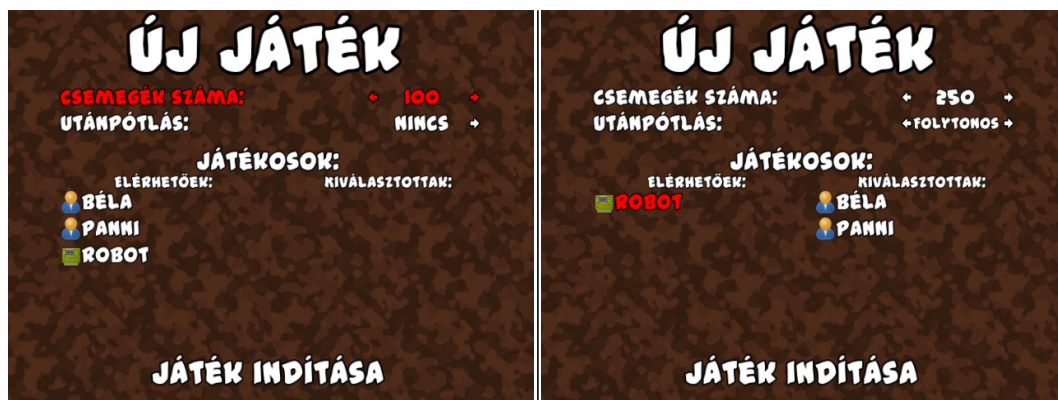 ÚJ JÁTÉK
CSEMEGÉK SZÁMA: 100
UTÁNPÓTLÁS: NINCS
JÁTÉKOSOK:
ELÉRHETŐEK: KIVÁLASZTOTTAK:
BÉLA
PANNI
ROBOT
JÁTÉK INDÍTÁSA
ÚJ JÁTÉK
CSEMEGÉK SZÁMA: 250
UTÁNPÓTLÁS: FOLYTONOS
JÁTÉKOSOK:
ELÉRHETŐEK: KIVÁLASZTOTTAK:
ROBOT BÉLA
PANNI
JÁTÉK INDÍTÁSA